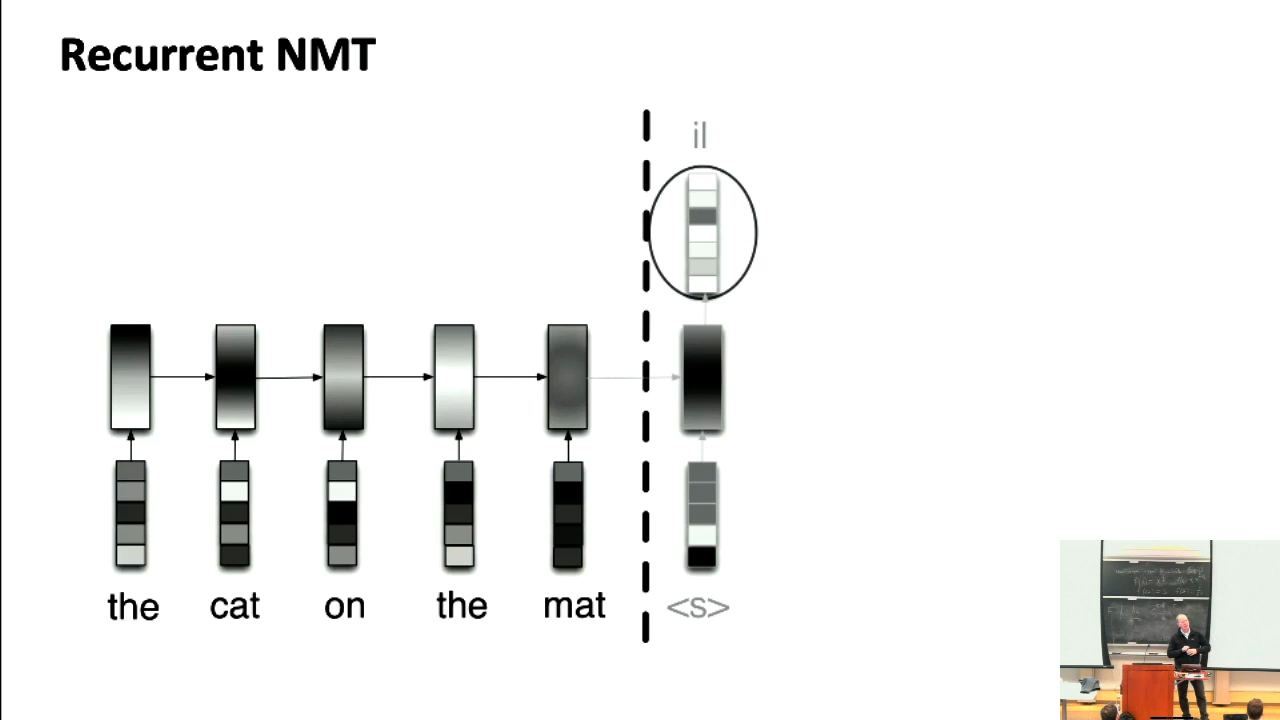 Recurrent NMT
il
the cat on the mat <s>